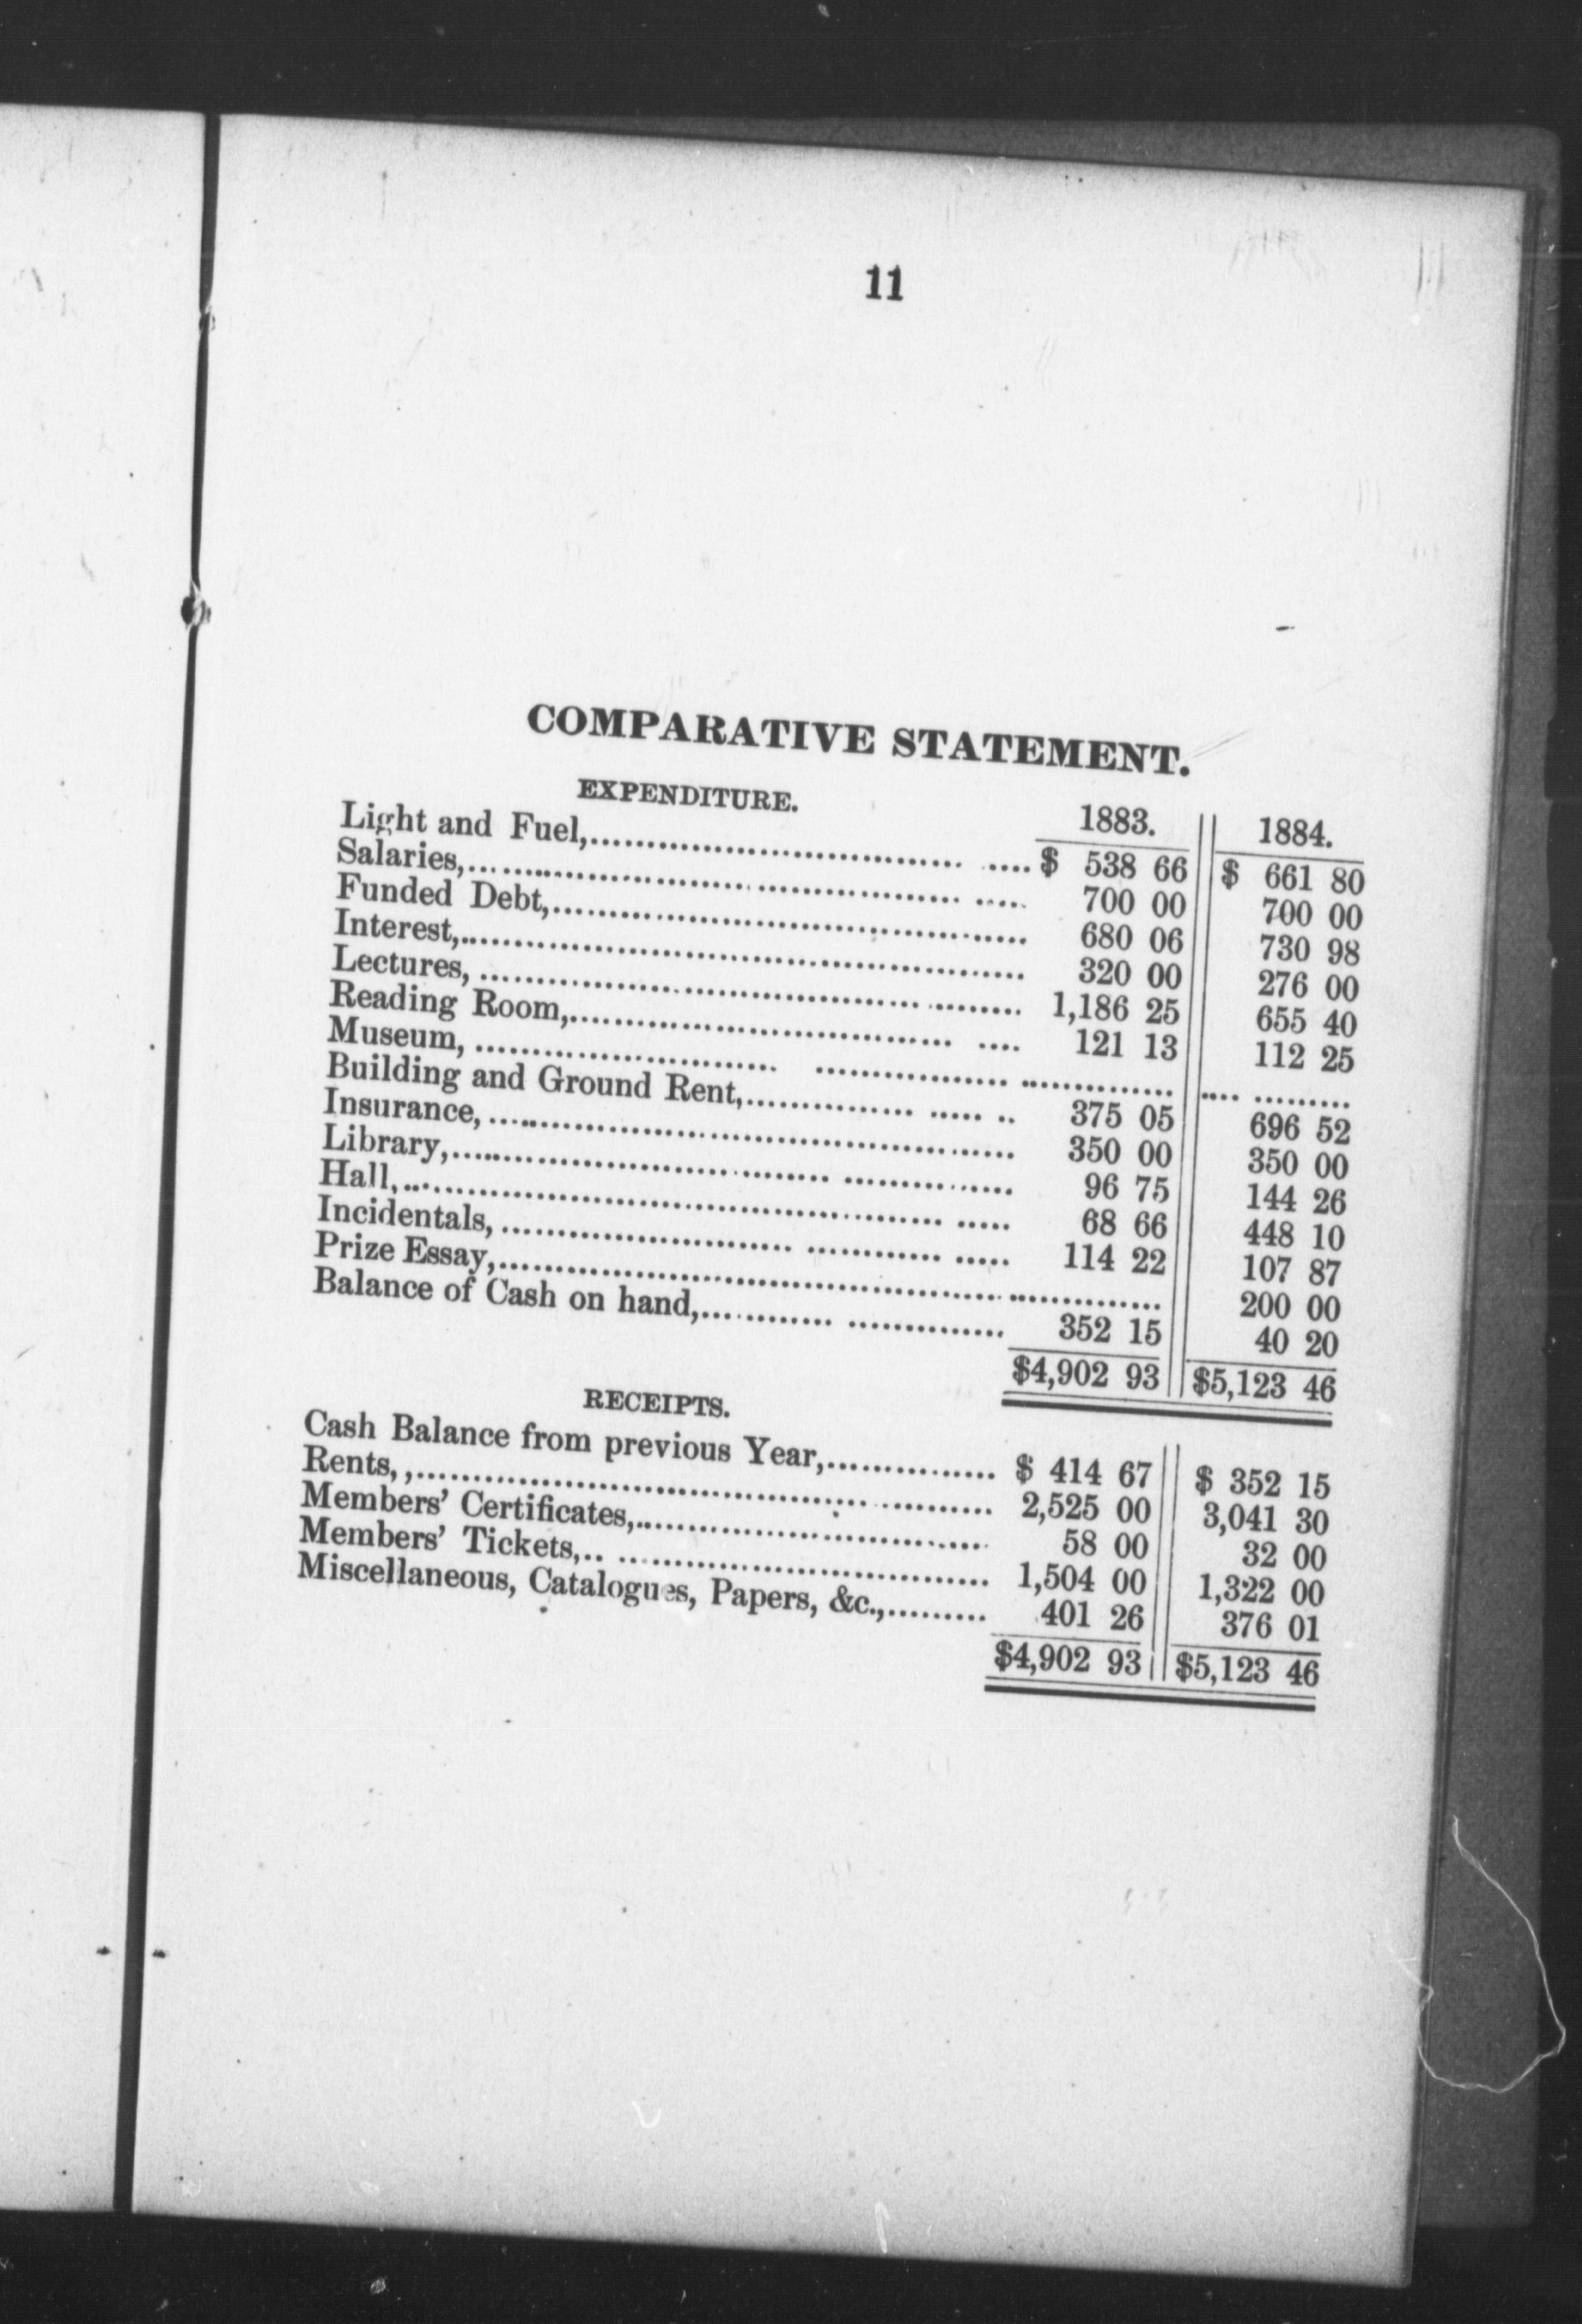 11
COMPARATIVE STATEMENT.
EXPENDITURE. 1883. 1884.
Light and Fuel,.................................... $ 538 66 $ 661 80
Salaries,.................................... 700 00 700 00
Funded Debt,.................................... 680 06 730 98
Interest,.................................... 320 00 276 00
Lectures, .................................... 1,186 25 655 40
Reading Room,.................................... 121 13 112 25
Museum, .................................... .............. .... .........
Building and Ground Rent,.................... 375 05 696 52
Insurance,.................................... 350 00 350 00
Library,.................................... 96 75 144 26
Hall,.................................... 68 66 448 10
Incidentals, .................................... 114 22 107 87
Prize Essay,.................................... .............. 200 00
Balance of Cash on hand,.................... 352 15 40 20
$4,902 93 $5,123 46
RECEIPTS.
Cash Balance from previous Year,............... $ 414 67 $ 352 15
Rents, ,.................................... 2,525 00 3,041 30
Members' Certificates,.................................... 58 00 32 00
Members' Tickets,.. .................................... 1,504 00 1,322 00
Miscellaneous, Catalogues, Papers, &c.,......... 401 26 376 01
$4,902 93 $5,123 46